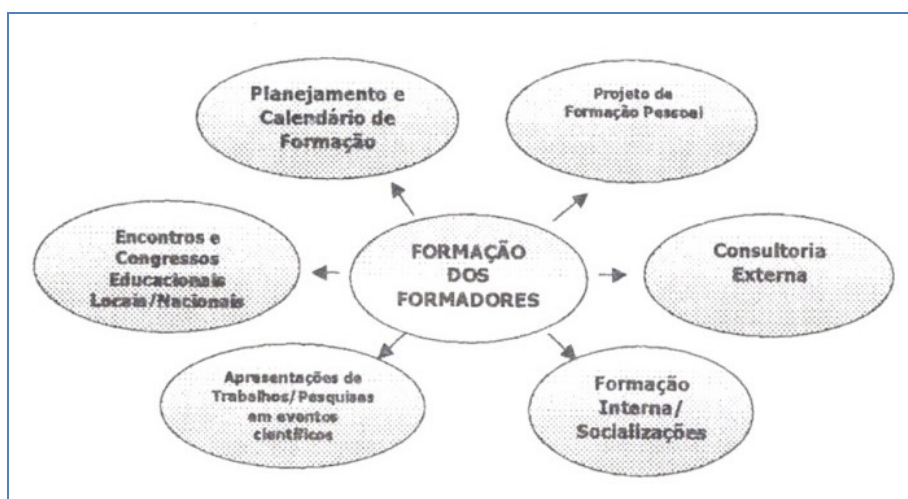 Planejamento e
Calendário de
Formação
Projeto de
Formação Pessoal
Encontros e
Congressos
Educacionais
Locais/Nacionais
FORMAÇÃO
DOS
FORMADORES
Consultoria
Externa
Apresentações de
Trabalhos/Pesquisas
em eventos
científicos
Formação
Interna/
Socializações